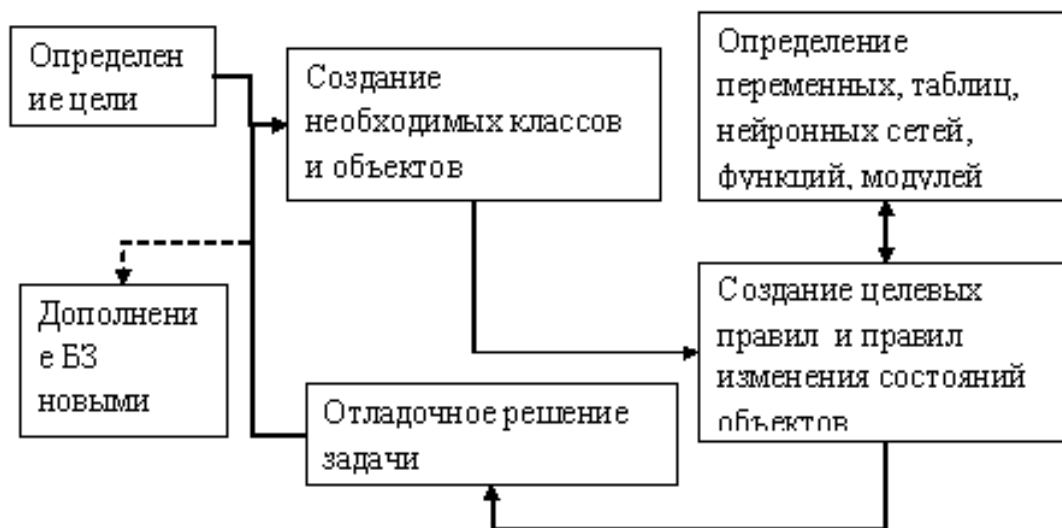 Определен
ие цели
Создание
необходимых классов
и объектов
Определение
переменных, таблиц,
нейронных сетей,
функций, модулей
Дополнени
е БЗ
новыми
Создание целевых
правил и правил
изменения состояний
объектов
Отладочное решение
задачи